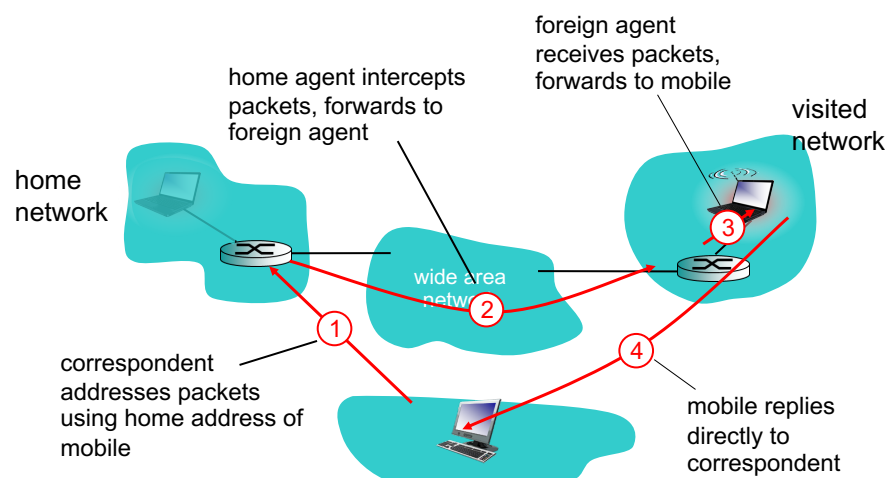 foreign agent
receives packets,
forwards to mobile
home agent intercepts
packets, forwards to
foreign agent
visited
network
home
network
3
wide area
network
2
1
4
correspondent
addresses packets
using home address of
mobile
mobile replies
directly to
correspondent